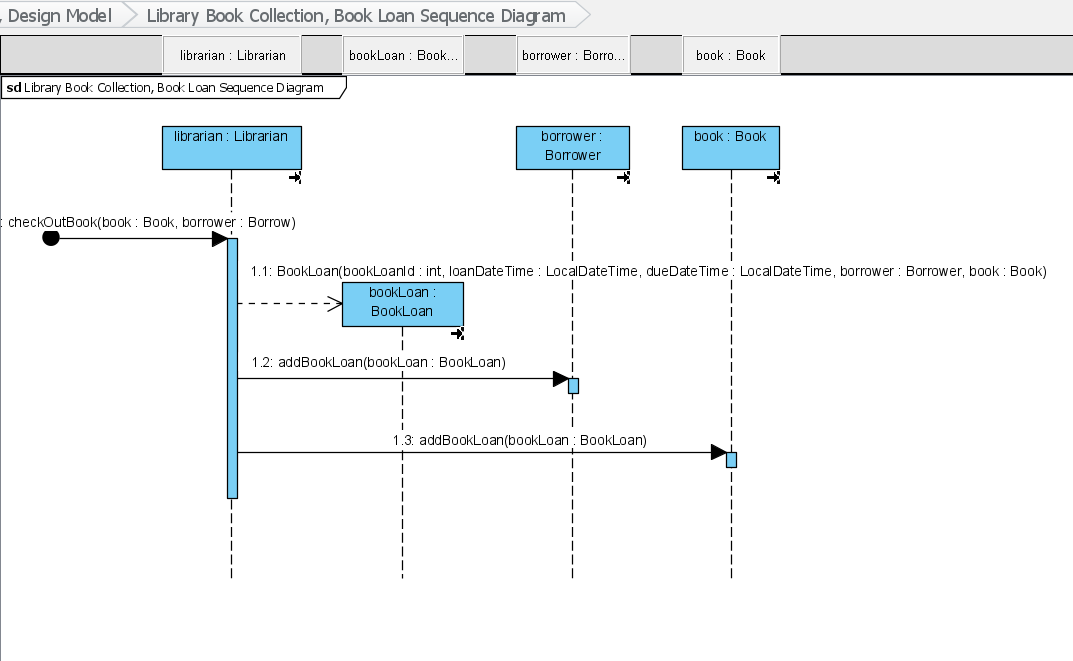 , Design Model
Library Book Collection, Book Loan Sequence Diagram
librarian : Librarian
bookLoan : Book...
borrower : Borro...
book : Book
sd Library Book Collection, Book Loan Sequence Diagram
librarian : Librarian
borrower :
Borrower
book : Book
: checkOutBook(book : Book, borrower : Borrow)
1.1: BookLoan(bookLoanId : int, loanDateTime : LocalDateTime, dueDateTime : LocalDateTime, borrower : Borrower, book : Book)
bookLoan :
BookLoan
1.2: addBookLoan(bookLoan : BookLoan)
1.3: addBookLoan(bookLoan : BookLoan)